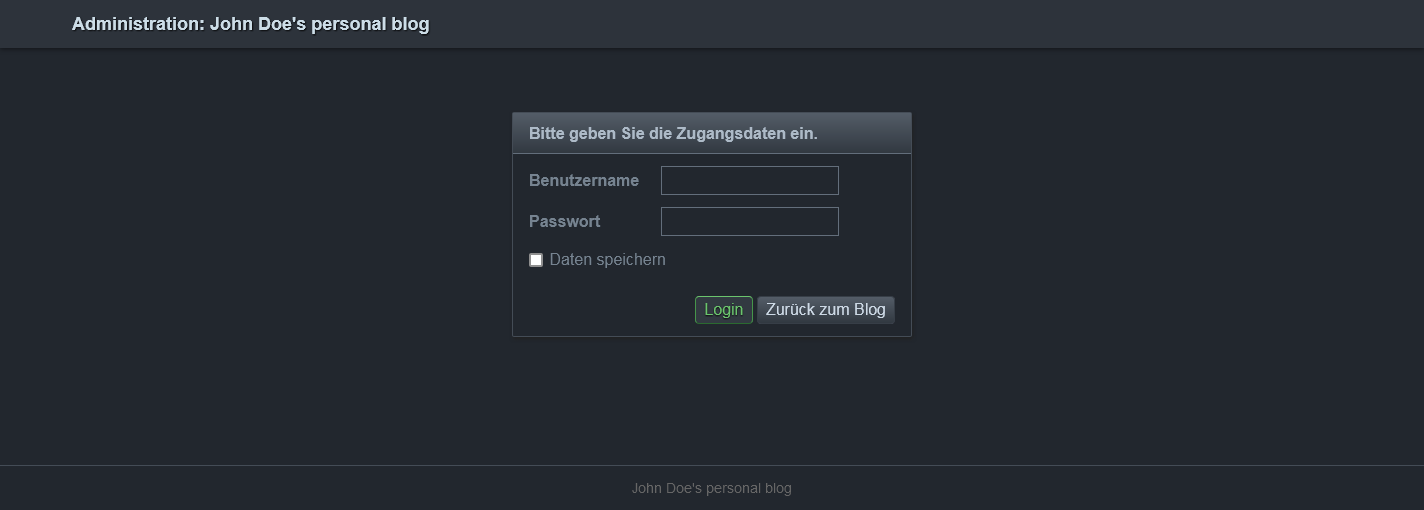 Administration: John Doe's personal blog
Bitte geben Sie die Zugangsdaten ein.
Benutzername
Passwort
Daten speichern
Login Zurück zum Blog
John Doe's personal blog